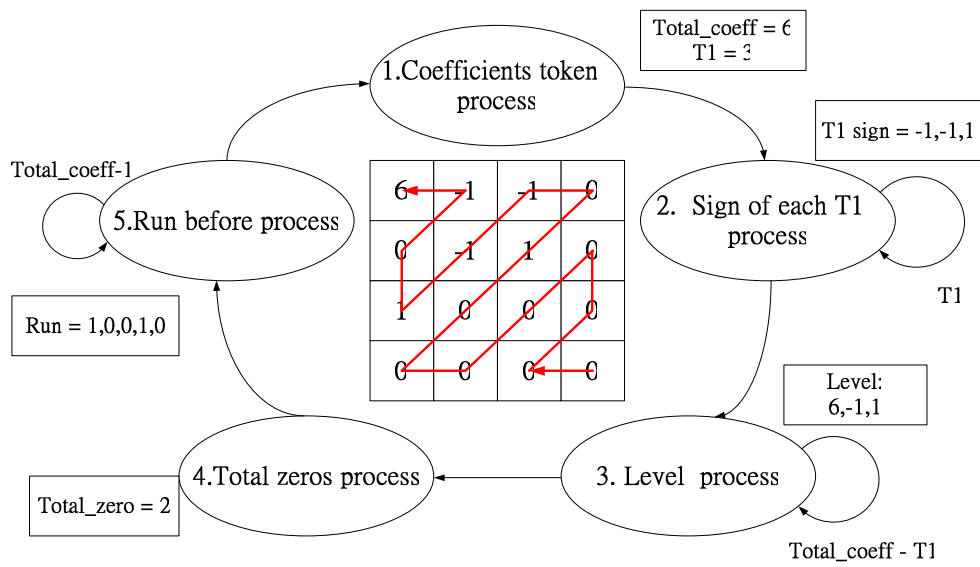 Total_coeff = 6
T1 = 3
1.Coefficients token
process
T1 sign = -1,-1,1
Total_coeff-1
6 -1 -1 0
2. Sign of each T1
process
5.Run before process
0 -1 1 0
T1
1 0 0 0
Run = 1,0,0,1,0
0 0 0 0
Level:
6,-1,1
4.Total zeros process
3. Level process
Total_zero = 2
Total_coeff - T1